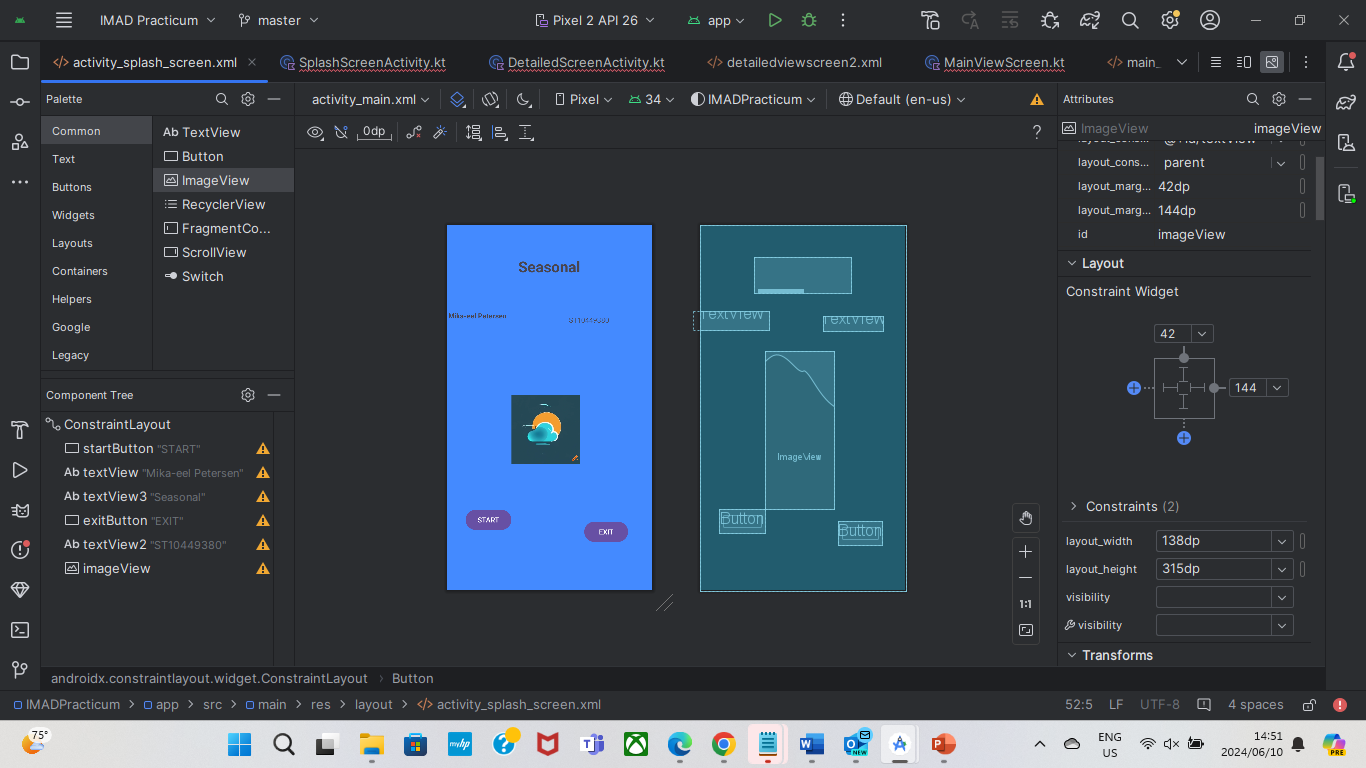 IMAD Practicum
master
Pixel 2 API 26
app
activity_splash_screen.xml
SplashScreenActivity.kt
DetailedScreenActivity.kt
detailedviewscreen2.xml
MainViewScreen.kt
main_
Palette
activity_main.xml
Pixel
34
IMADPracticum
Default (en-us)
Attributes
Common
Text
Buttons
Widgets
Layouts
Containers
Helpers
Google
Legacy
Ab TextView
Button
ImageView
RecyclerView
FragmentCo...
ScrollView
Switch
0dp
?
ImageView
imageView
layout_cons...
parent
layout_marg...
42dp
layout_marg...
144dp
id
imageView
Layout
Constraint Widget
42
144
Constraints (2)
layout_width
138dp
layout_height
315dp
visibility
visibility
Transforms
Component Tree
ConstraintLayout
startButton "START"
Ab textView "Mika-eel Petersen"
Ab textView3 "Seasonal"
exitButton "EXIT"
Ab textView2 "ST10449380"
imageView
Seasonal
Mika-eel Petersen
ST10449380
START
EXIT
TextView
TextView
ImageView
Button
Button
1:1
androidx.constraintlayout.widget.ConstraintLayout > Button
IMADPracticum > app > src > main > res > layout > activity_splash_screen.xml
52:5
LF
UTF-8
4 spaces
75°
myhp
NEW
ENG
US
14:51
2024/06/10
PRE